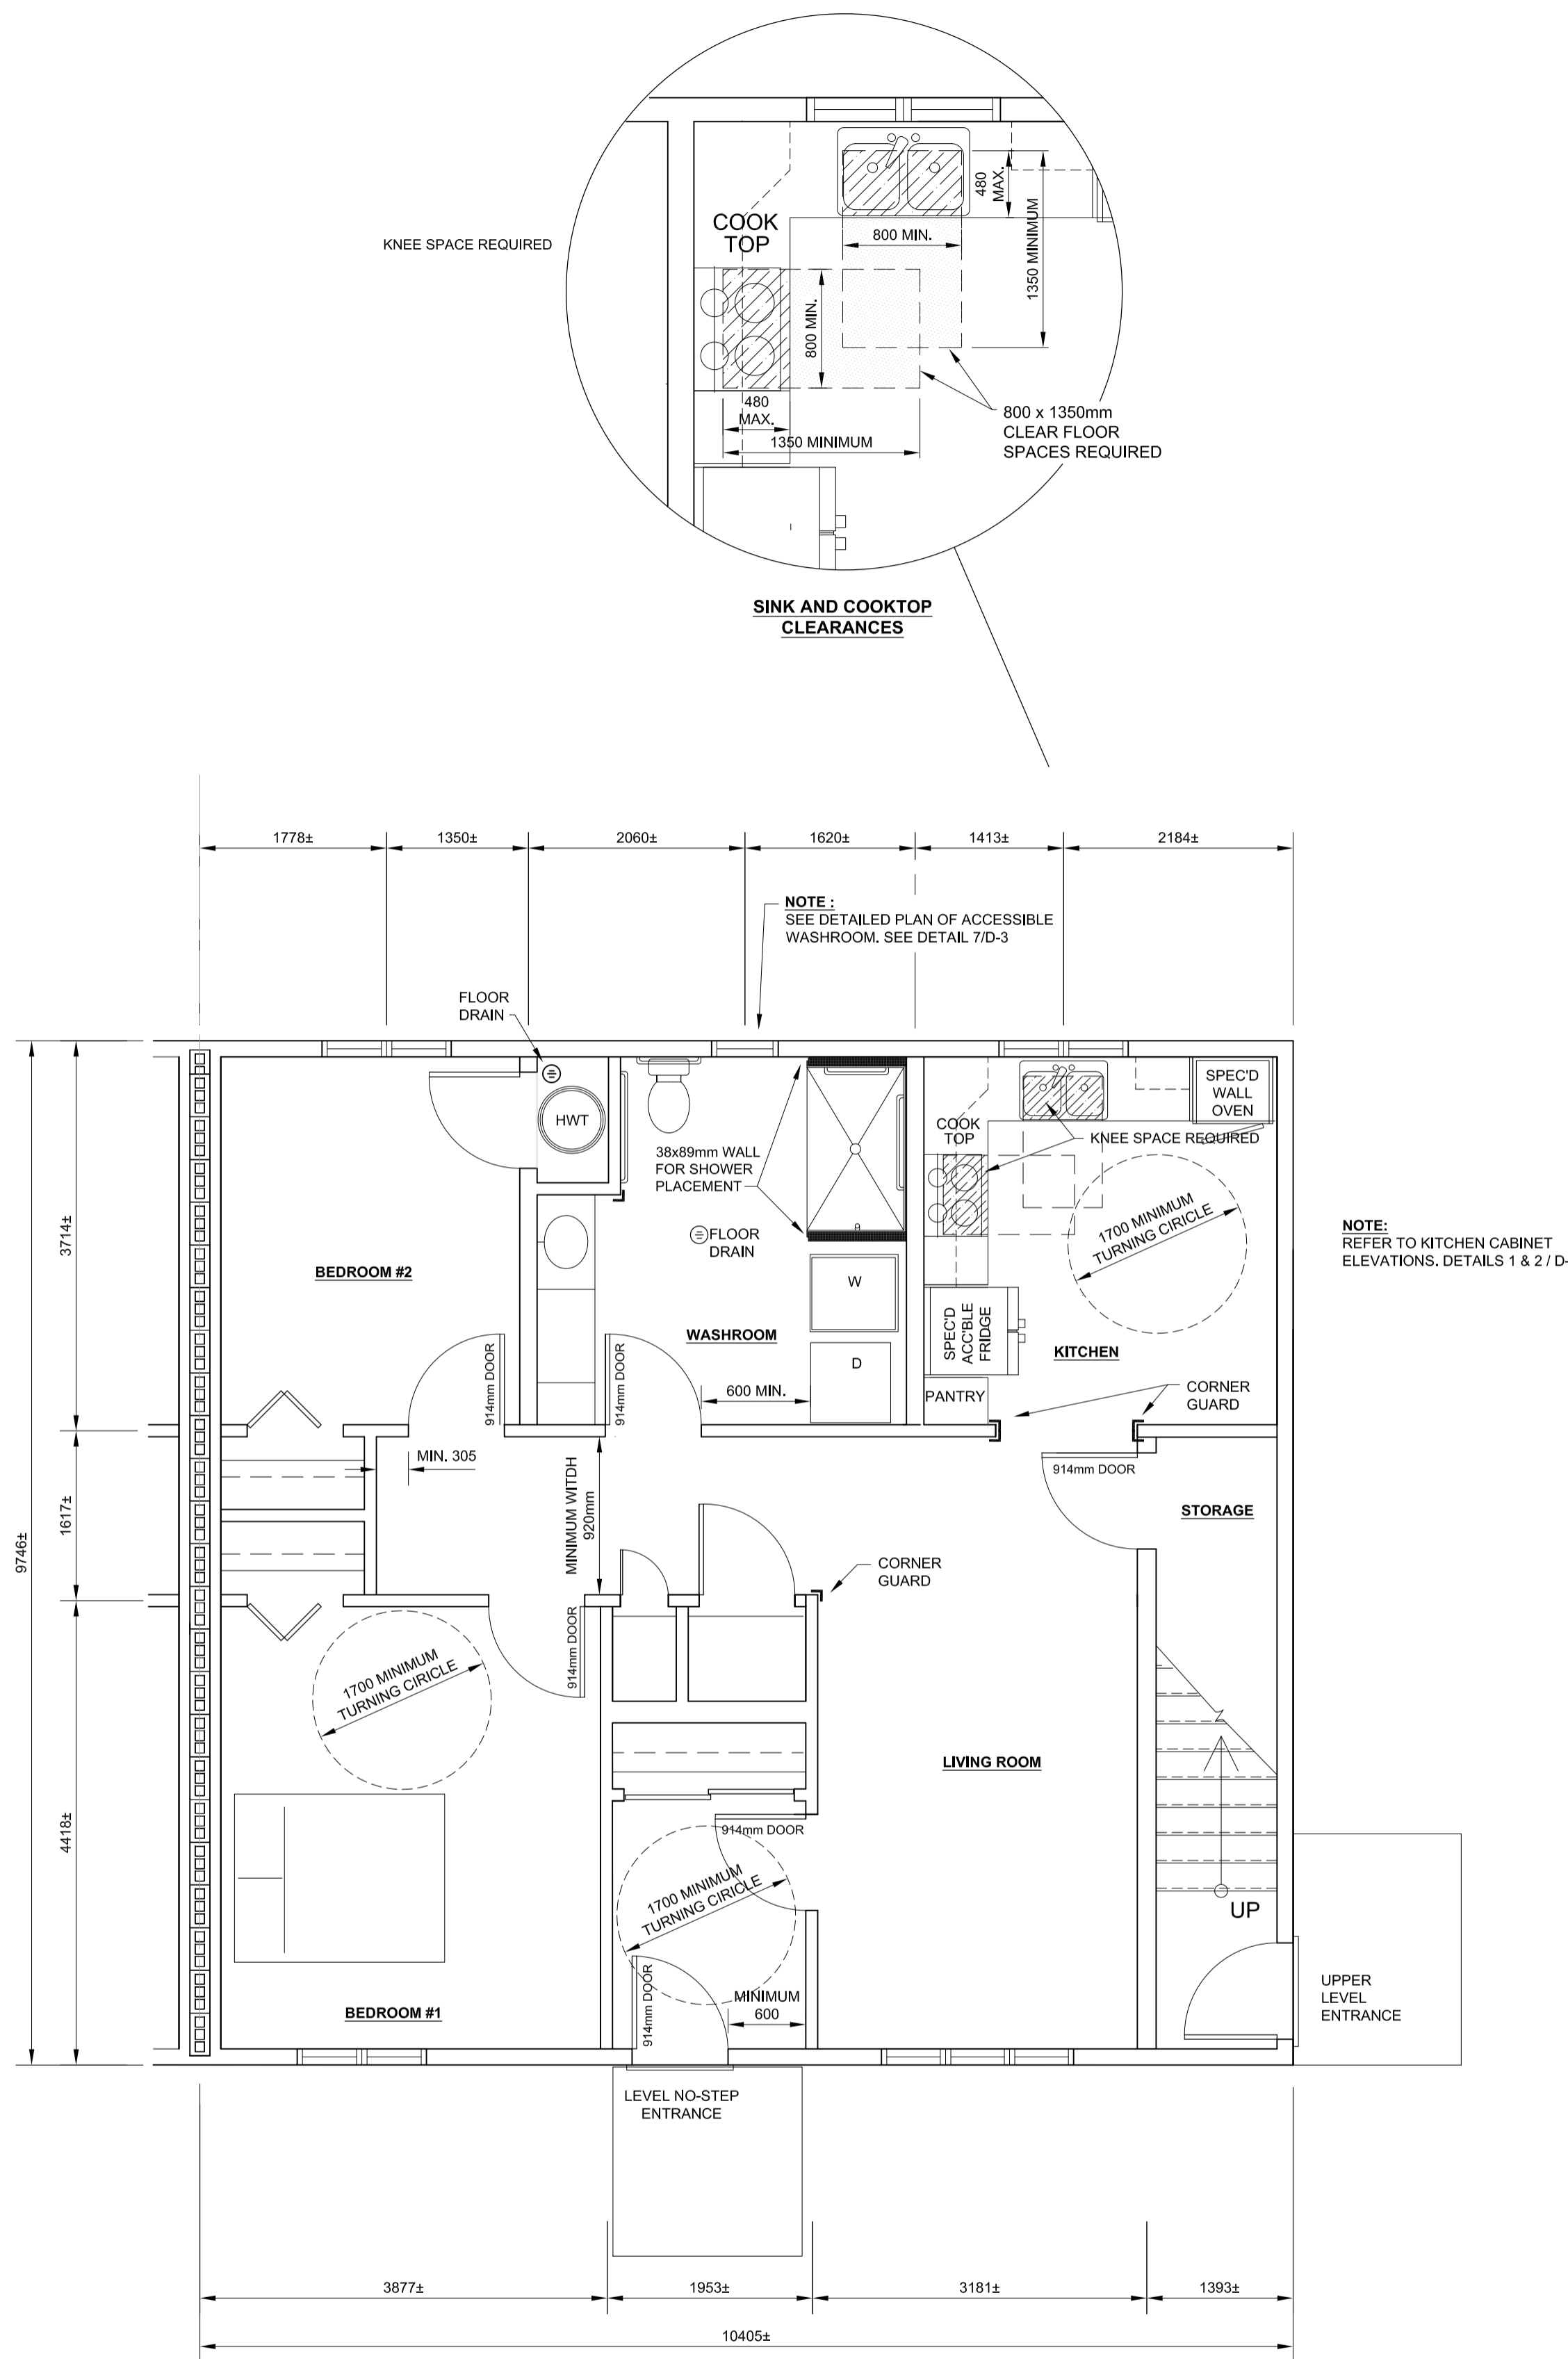 KNEE SPACE REQUIRED
COOK
TOP
480
MAX.
800 MIN.
1350 MINIMUM
800 MIN.
480
MAX.
1350 MINIMUM
800 x 1350mm
CLEAR FLOOR
SPACES REQUIRED
SINK AND COOKTOP
CLEARANCES
1778±
1350±
2060±
1620±
1413±
2184±
NOTE :
SEE DETAILED PLAN OF ACCESSIBLE
WASHROOM. SEE DETAIL 7/D-3
FLOOR
DRAIN
HWT
SPEC'D
WALL
OVEN
COOK
TOP
KNEE SPACE REQUIRED
38x89mm WALL
FOR SHOWER
PLACEMENT
3714±
1700 MINIMUM
TURNING CIRICLE
NOTE:
REFER TO KITCHEN CABINET
ELEVATIONS. DETAILS 1 & 2 / D-
FLOOR
DRAIN
BEDROOM #2
W
WASHROOM
SPEC'D
ACC'BLE
FRIDGE
KITCHEN
D
914mm DOOR
914mm DOOR
600 MIN.
PANTRY
CORNER
GUARD
MIN. 305
914mm DOOR
MINIMUM WITDH
920mm
1617±
9746±
STORAGE
CORNER
GUARD
914mm DOOR
1700 MINIMUM
TURNING CIRICLE
LIVING ROOM
4418±
914mm DOOR
1700 MINIMUM
TURNING CIRICLE
UP
914mm DOOR
MINIMUM
600
BEDROOM #1
UPPER
LEVEL
ENTRANCE
LEVEL NO-STEP
ENTRANCE
3877±
1953±
3181±
1393±
10405±